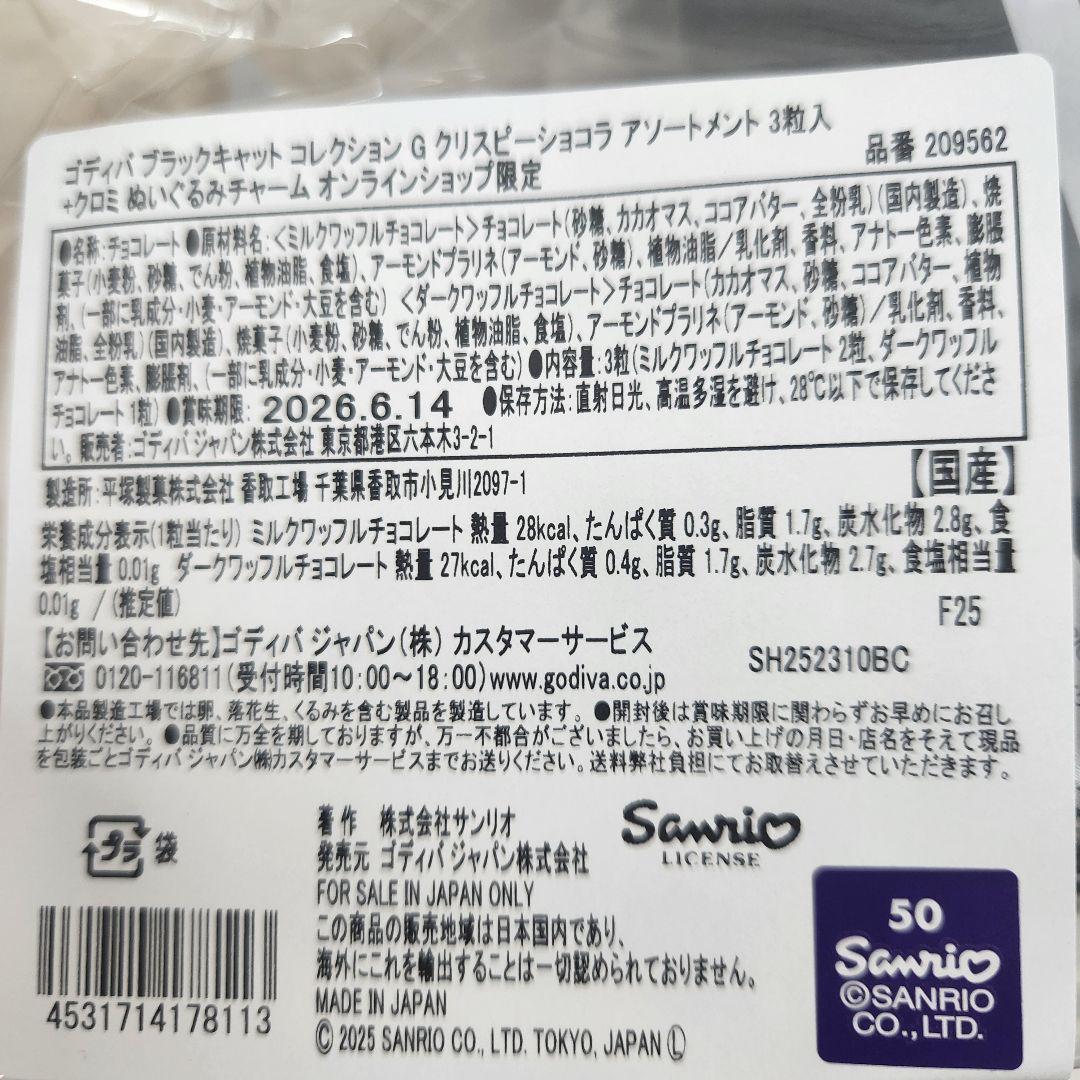 ゴディバ ブラックキャット コレクション G クリスピーショコラ アソートメント 3粒入
+クロミ ぬいぐるみチャーム オンラインショップ限定
品番 209562
●名称:チョコレート ●原材料名:<ミルクワッフルチョコレート>チョコレート(砂糖、カカオマス、ココアバター、全粉乳)(国内製造)、焼
菓子(小麦粉、砂糖、でん粉、植物油脂、食塩)、アーモンドプラリネ(アーモンド、砂糖)、植物油脂/乳化剤、香料、アナトー色素、膨脹
剤、(一部に乳成分・小麦・アーモンド・大豆を含む) <ダークワッフルチョコレート>チョコレート(カカオマス、砂糖、ココアバター、植物
油脂、全粉乳)(国内製造)、焼菓子(小麦粉、砂糖、でん粉、植物油脂、食塩)、アーモンドプラリネ(アーモンド、砂糖)/乳化剤、香料、
アナトー色素、膨脹剤、(一部に乳成分・小麦・アーモンド・大豆を含む) ●内容量:3粒(ミルクワッフルチョコレート 2粒、ダークワッフル
チョコレート 1粒) ●賞味期限: 2026.6.14 ●保存方法:直射日光、高温多湿を避け、28℃以下で保存してくださ
い。販売者:ゴディバ ジャパン株式会社 東京都港区六本木3-2-1
製造所:平塚製菓株式会社 香取工場 千葉県香取市小見川2097-1
【国産】
栄養成分表示(1粒当たり) ミルクワッフルチョコレート 熱量 28kcal、たんぱく質 0.3g、脂質 1.7g、炭水化物 2.8g、食
塩相当量 0.01g ダークワッフルチョコレート 熱量 27kcal、たんぱく質 0.4g、脂質 1.7g、炭水化物 2.7g、食塩相当量
0.01g / (推定値)
F25
【お問い合わせ先】ゴディバ ジャパン(株) カスタマーサービス
SH252310BC
0120-116811(受付時間10:00～18:00)www.godiva.co.jp
●本品製造工場では卵、落花生、くるみを含む製品を製造しています。●開封後は賞味期限に関わらずお早めにお召し
上がりください。●品質に万全を期しておりますが、万一不都合がございましたら、お買い上げの月日・店名をそえて現品
を包装ごとゴディバ ジャパン㈱カスタマーサービスまでお送りください。送料弊社負担にてお取替えさせていただきます。
プラ 袋
著作 株式会社サンリオ
発売元 ゴディバ ジャパン株式会社
FOR SALE IN JAPAN ONLY
この商品の販売地域は日本国内であり、
海外にこれを輸出することは一切認められておりません。
MADE IN JAPAN
© 2025 SANRIO CO., LTD. TOKYO, JAPAN Ⓛ
Sanrio
LICENSE
4531714178113
50
Sanrio
©SANRIO
CO., LTD.